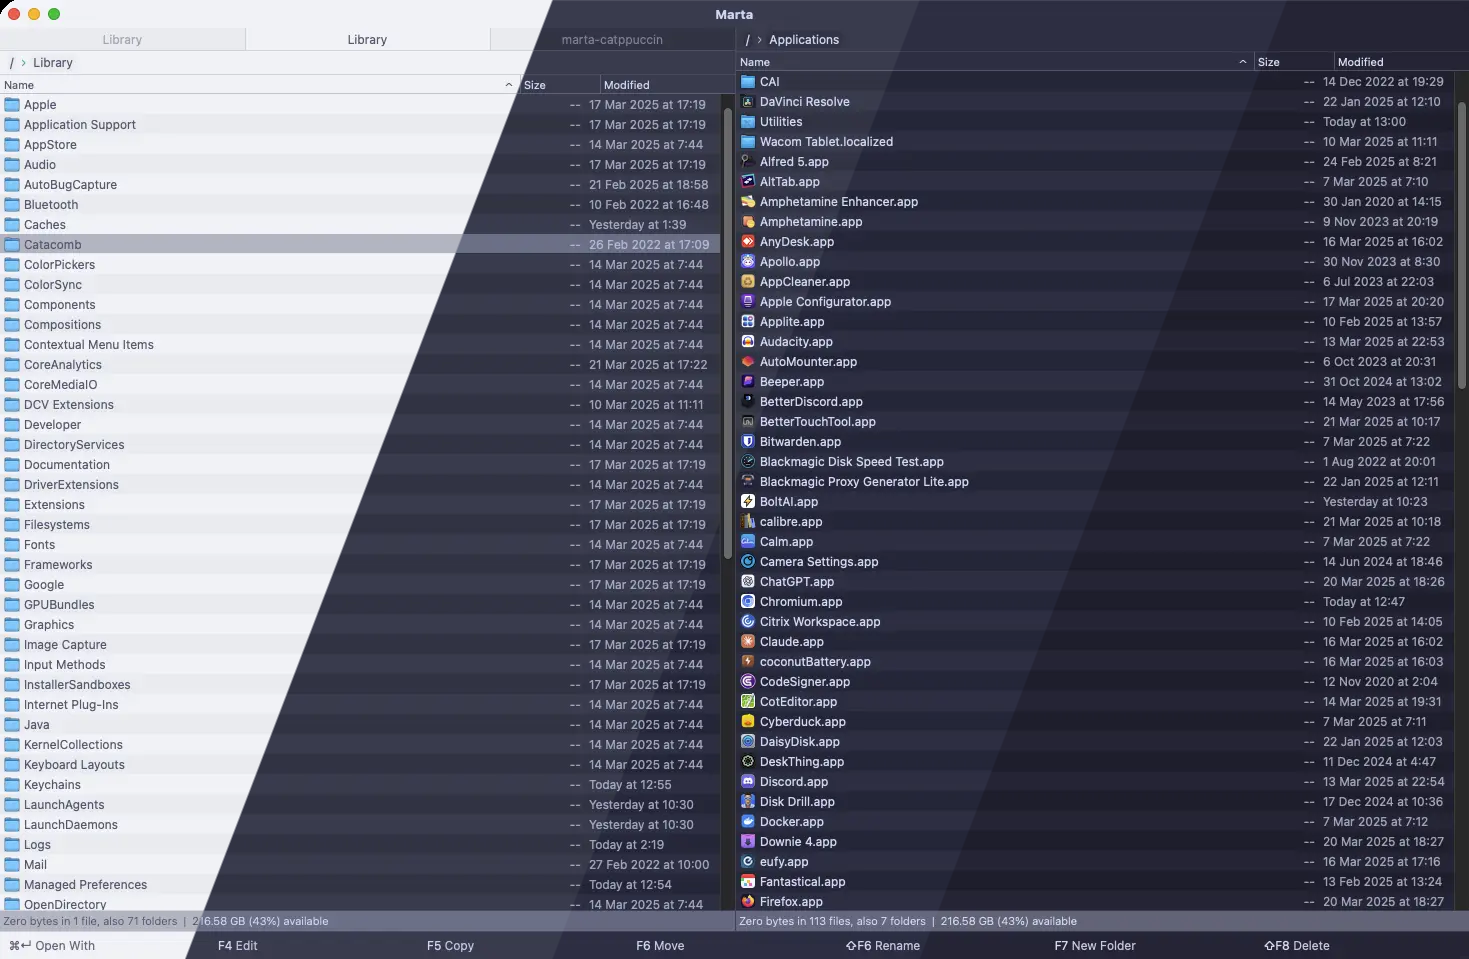 Marta
Library
Library
marta-catppuccin
/ › Library
Name Size Modified
Apple -- 17 Mar 2025 at 17:19
Application Support -- 17 Mar 2025 at 17:19
AppStore -- 14 Mar 2025 at 7:44
Audio -- 17 Mar 2025 at 17:19
AutoBugCapture -- 21 Feb 2025 at 18:58
Bluetooth -- 10 Feb 2022 at 16:48
Caches -- Yesterday at 1:39
Catacomb -- 26 Feb 2022 at 17:09
ColorPickers -- 14 Mar 2025 at 7:44
ColorSync -- 14 Mar 2025 at 7:44
Components -- 14 Mar 2025 at 7:44
Compositions -- 14 Mar 2025 at 7:44
Contextual Menu Items -- 14 Mar 2025 at 7:44
CoreAnalytics -- 21 Mar 2025 at 17:22
CoreMediaIO -- 14 Mar 2025 at 7:44
DCV Extensions -- 10 Mar 2025 at 11:11
Developer -- 14 Mar 2025 at 7:44
DirectoryServices -- 14 Mar 2025 at 7:44
Documentation -- 17 Mar 2025 at 17:19
DriverExtensions -- 14 Mar 2025 at 7:44
Extensions -- 17 Mar 2025 at 17:19
Filesystems -- 17 Mar 2025 at 17:19
Fonts -- 14 Mar 2025 at 7:44
Frameworks -- 17 Mar 2025 at 17:19
Google -- 17 Mar 2025 at 17:19
GPUBundles -- 14 Mar 2025 at 7:44
Graphics -- 14 Mar 2025 at 7:44
Image Capture -- 17 Mar 2025 at 17:19
Input Methods -- 14 Mar 2025 at 7:44
InstallerSandboxes -- 17 Mar 2025 at 17:19
Internet Plug-Ins -- 14 Mar 2025 at 7:44
Java -- 14 Mar 2025 at 7:44
KernelCollections -- 14 Mar 2025 at 7:44
Keyboard Layouts -- 14 Mar 2025 at 7:44
Keychains -- Today at 12:55
LaunchAgents -- Yesterday at 10:30
LaunchDaemons -- Yesterday at 10:30
Logs -- Today at 2:19
Mail -- 27 Feb 2022 at 10:00
Managed Preferences -- Today at 12:54
OpenDirectory -- 14 Mar 2025 at 7:44
Zero bytes in 1 file, also 71 folders | 216.58 GB (43%) available
/ › Applications
Name Size Modified
CAI -- 14 Dec 2022 at 19:29
DaVinci Resolve -- 22 Jan 2025 at 12:10
Utilities -- Today at 13:00
Wacom Tablet.localized -- 10 Mar 2025 at 11:11
Alfred 5.app -- 24 Feb 2025 at 8:21
AltTab.app -- 7 Mar 2025 at 7:10
Amphetamine Enhancer.app -- 30 Jan 2020 at 14:15
Amphetamine.app -- 9 Nov 2023 at 20:19
AnyDesk.app -- 16 Mar 2025 at 16:02
Apollo.app -- 30 Nov 2023 at 8:30
AppCleaner.app -- 6 Jul 2023 at 22:03
Apple Configurator.app -- 17 Mar 2025 at 20:20
Applite.app -- 10 Feb 2025 at 13:57
Audacity.app -- 13 Mar 2025 at 22:53
AutoMounter.app -- 6 Oct 2023 at 20:31
Beeper.app -- 31 Oct 2024 at 13:02
BetterDiscord.app -- 14 May 2023 at 17:56
BetterTouchTool.app -- 21 Mar 2025 at 10:17
Bitwarden.app -- 7 Mar 2025 at 7:22
Blackmagic Disk Speed Test.app -- 1 Aug 2022 at 20:01
Blackmagic Proxy Generator Lite.app -- 22 Jan 2025 at 12:11
BoltAI.app -- Yesterday at 10:23
calibre.app -- 21 Mar 2025 at 10:18
Calm.app -- 7 Mar 2025 at 7:22
Camera Settings.app -- 14 Jun 2024 at 18:46
ChatGPT.app -- 20 Mar 2025 at 18:26
Chromium.app -- Today at 12:47
Citrix Workspace.app -- 10 Feb 2025 at 14:05
Claude.app -- 16 Mar 2025 at 16:02
coconutBattery.app -- 16 Mar 2025 at 16:03
CodeSigner.app -- 12 Nov 2020 at 2:04
CotEditor.app -- 14 Mar 2025 at 19:31
Cyberduck.app -- 7 Mar 2025 at 7:11
DaisyDisk.app -- 22 Jan 2025 at 12:03
DeskThing.app -- 11 Dec 2024 at 4:47
Discord.app -- 13 Mar 2025 at 22:54
Disk Drill.app -- 17 Dec 2024 at 10:36
Docker.app -- 7 Mar 2025 at 7:12
Downie 4.app -- 20 Mar 2025 at 18:27
eufy.app -- 16 Mar 2025 at 17:16
Fantastical.app -- 13 Feb 2025 at 13:24
Firefox.app -- 20 Mar 2025 at 18:27
Zero bytes in 113 files, also 7 folders | 216.58 GB (43%) available
⌘↵ Open With F4 Edit F5 Copy F6 Move ⇧F6 Rename F7 New Folder ⇧F8 Delete